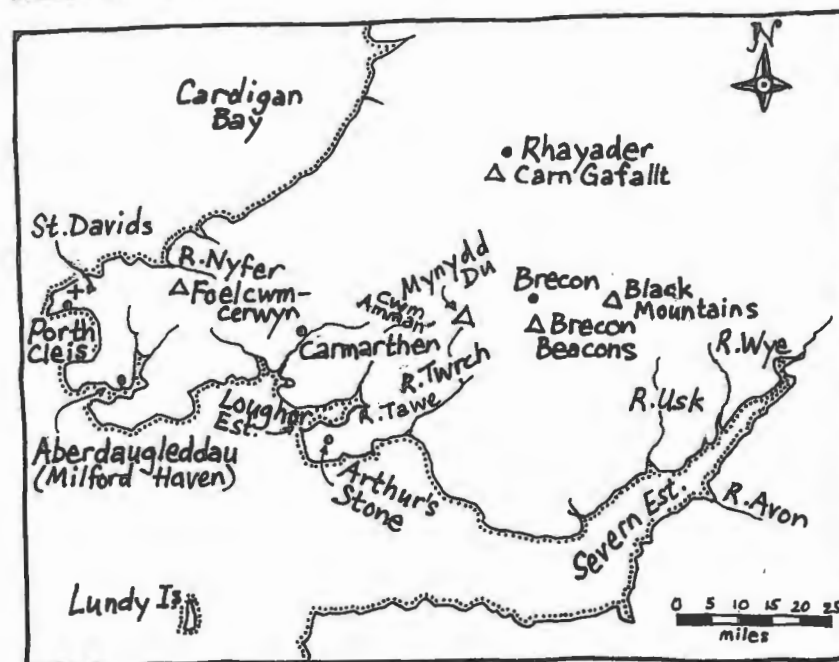 N
Cardigan
Bay
Rhayader
Carn Gafallt
St. Davids
R. Nyfer
Foelcwm-
cerwyn
Porth
Cleis
Cwm
Amman
Mynydd
Du
Carmarthen
Brecon
Black
Mountains
Brecon
Beacons
R. Wye
R. Twrch
R. Tawe
R. Usk
Lougher
Est.
Aberdaugleddau
(Milford Haven)
Arthur's
Stone
Severn Est.
R. Avon
Lundy Is.
0 5 10 15 20 25
miles